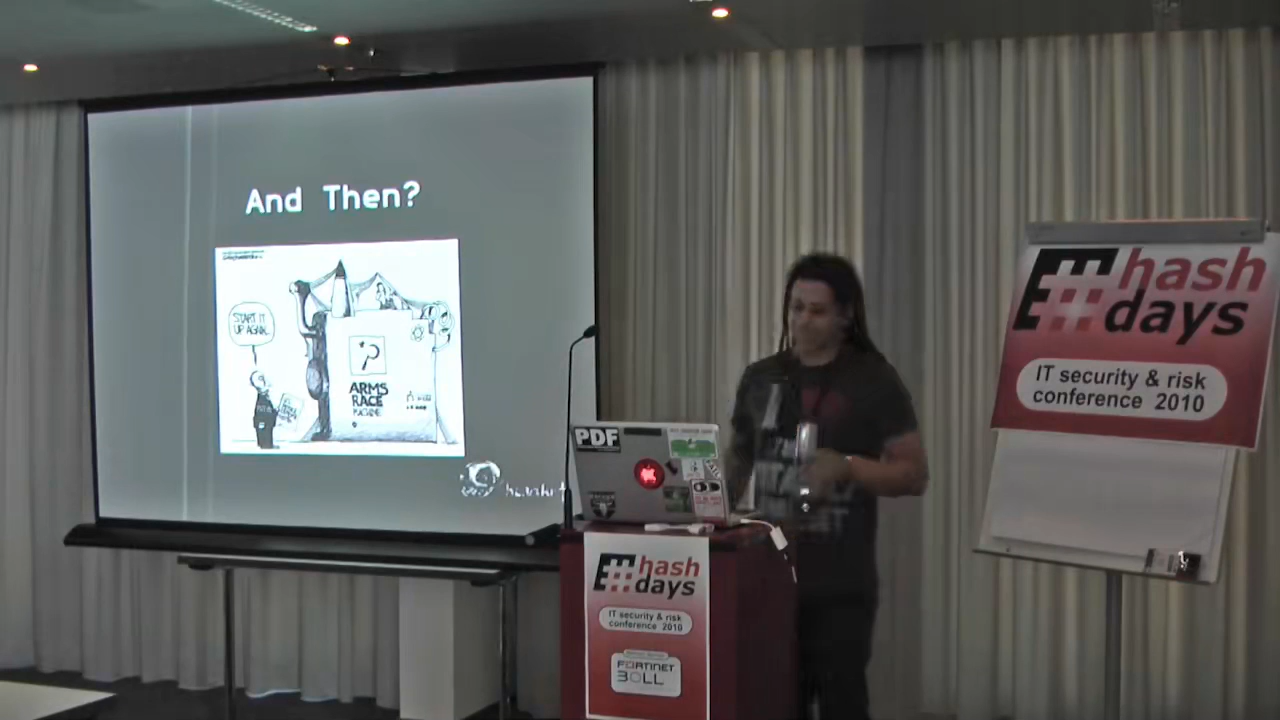 And Then?
START IT
UP AGAIN.
ARMS
RACE
PDF
hash
days
IT security & risk
conference 2010
hash
days
IT security & risk
conference 2010
FORTINET
BOLL